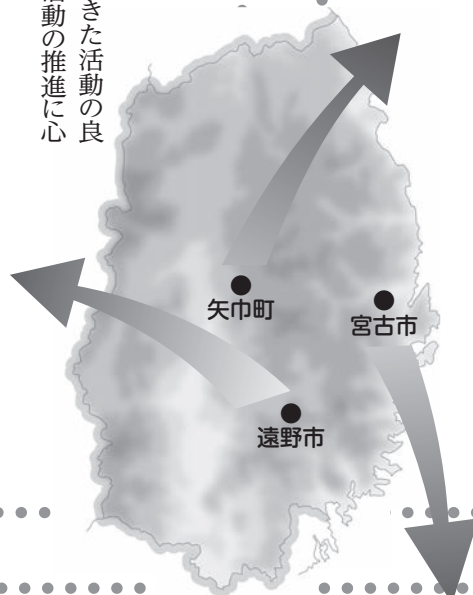 きた活動の良
動の推進に心
矢巾町
宮古市
遠野市